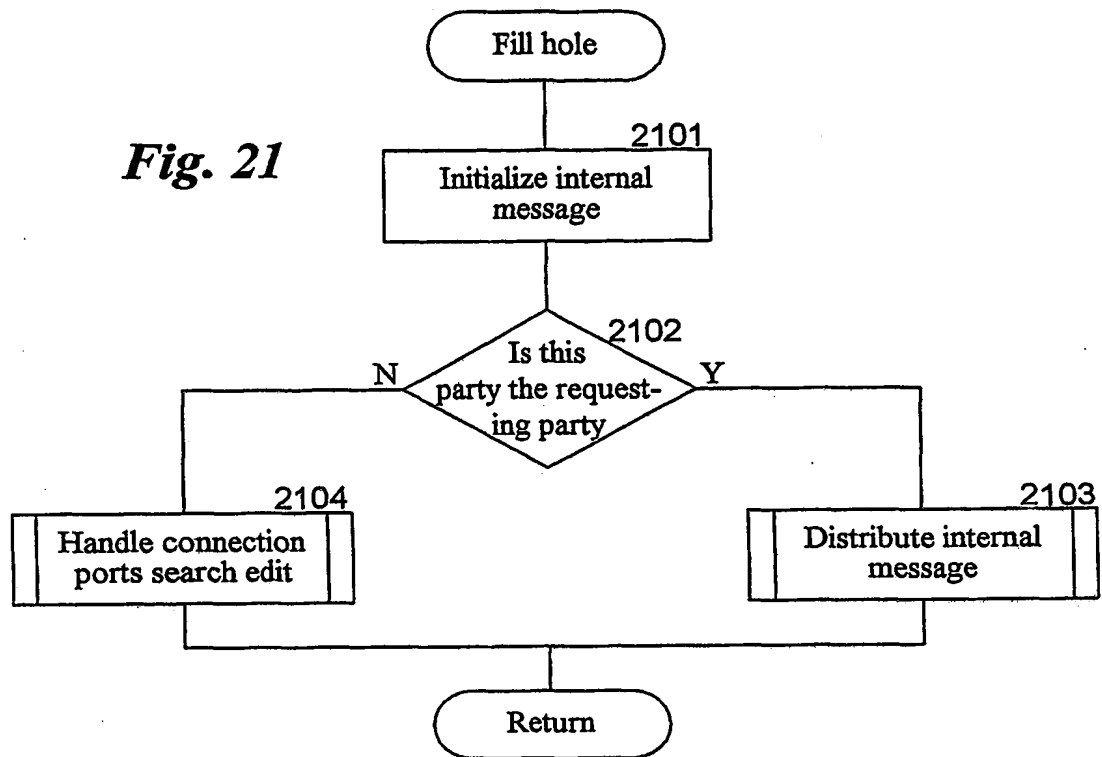 Fill hole
Fig. 21
2101
Initialize internal
message
2102
Is this
party the request-
ing party
N
Y
2104
Handle connection
ports search edit
2103
Distribute internal
message
Return